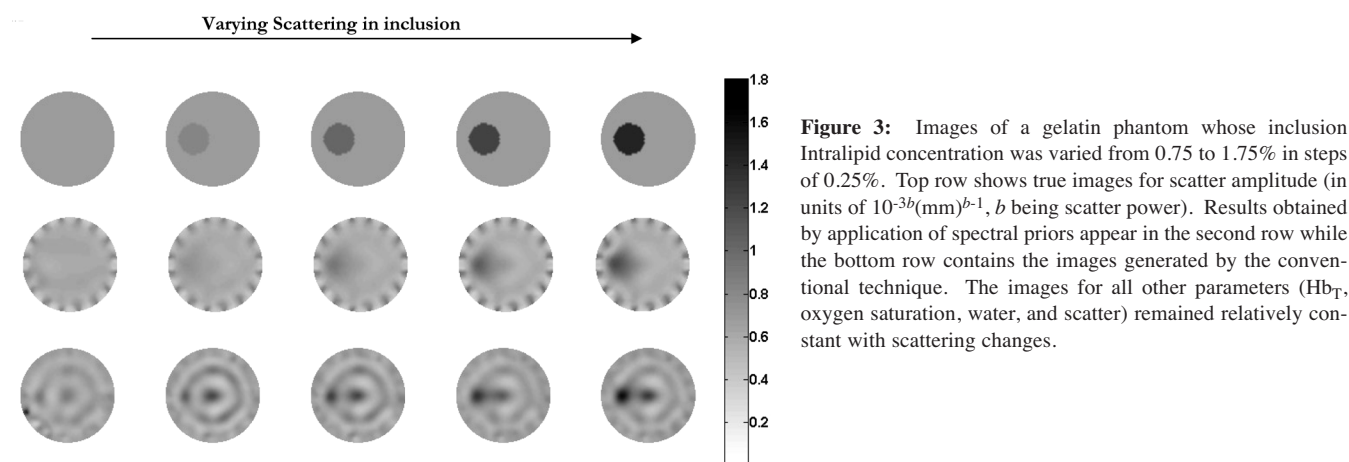 Varying Scattering in inclusion
1.8
1.6
1.4
1.2
1
0.8
0.6
0.4
0.2
Figure 3: Images of a gelatin phantom whose inclusion
Intralipid concentration was varied from 0.75 to 1.75% in steps
of 0.25%. Top row shows true images for scatter amplitude (in
units of 10^{-3b}(mm)^{b-1}, b being scatter power). Results obtained
by application of spectral priors appear in the second row while
the bottom row contains the images generated by the conven-
tional technique. The images for all other parameters (Hb_T,
oxygen saturation, water, and scatter) remained relatively con-
stant with scattering changes.